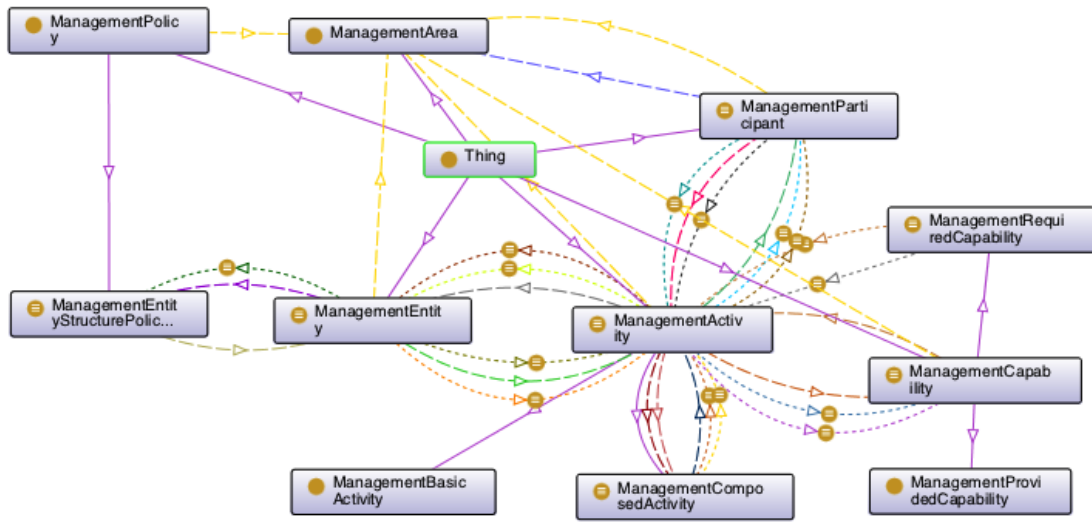 ManagementPolic
y
ManagementArea
ManagementParti
cipant
Thing
ManagementRequi
redCapability
ManagementEntit
yStructurePolic...
ManagementEntit
y
ManagementActiv
ity
ManagementCapab
ility
ManagementBasic
Activity
ManagementCompo
sedActivity
ManagementProvi
dedCapability